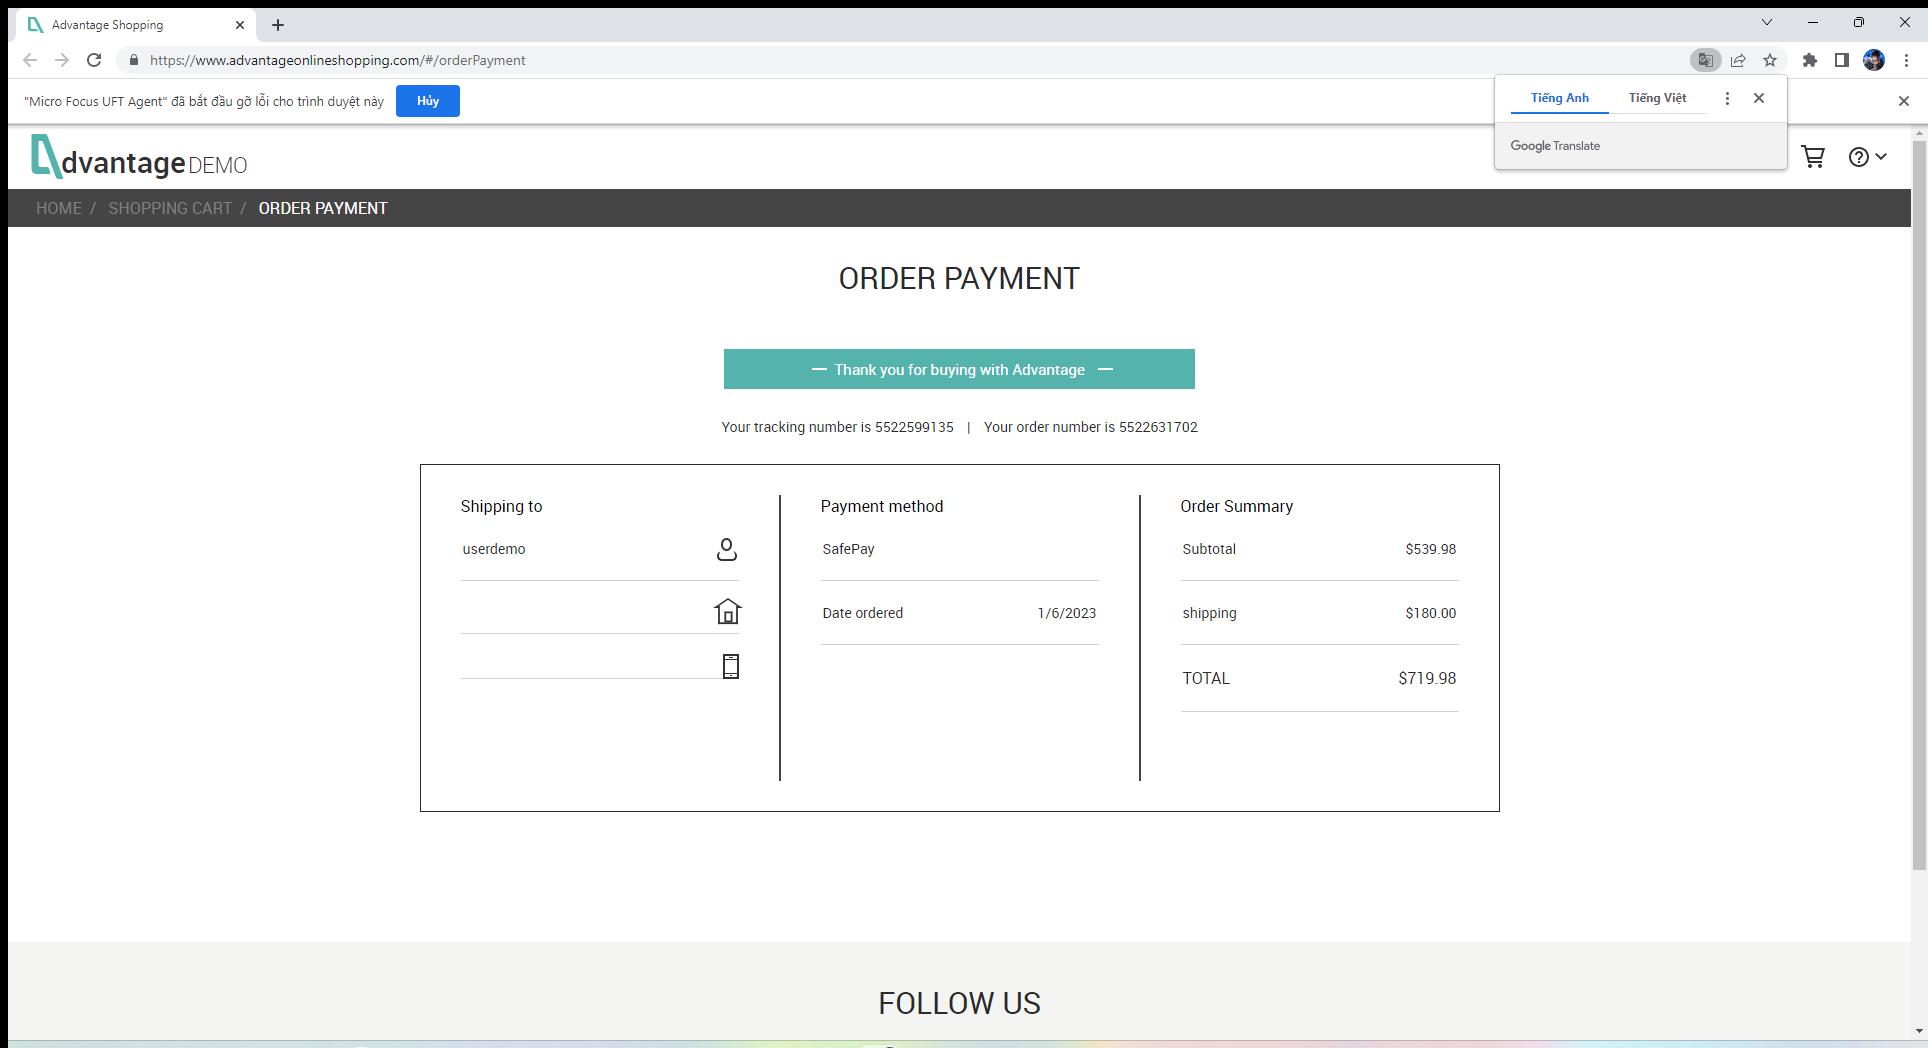 Advantage Shopping
https://www.advantageonlineshopping.com/#/orderPayment
"Micro Focus UFT Agent" đã bắt đầu gỡ lỗi cho trình duyệt này Hủy
Tiếng Anh Tiếng Việt
Google Translate
dvantage DEMO
HOME / SHOPPING CART / ORDER PAYMENT
ORDER PAYMENT
— Thank you for buying with Advantage —
Your tracking number is 5522599135 | Your order number is 5522631702
Shipping to
userdemo
Payment method
SafePay
Date ordered 1/6/2023
Order Summary
Subtotal $539.98
shipping $180.00
TOTAL $719.98
FOLLOW US